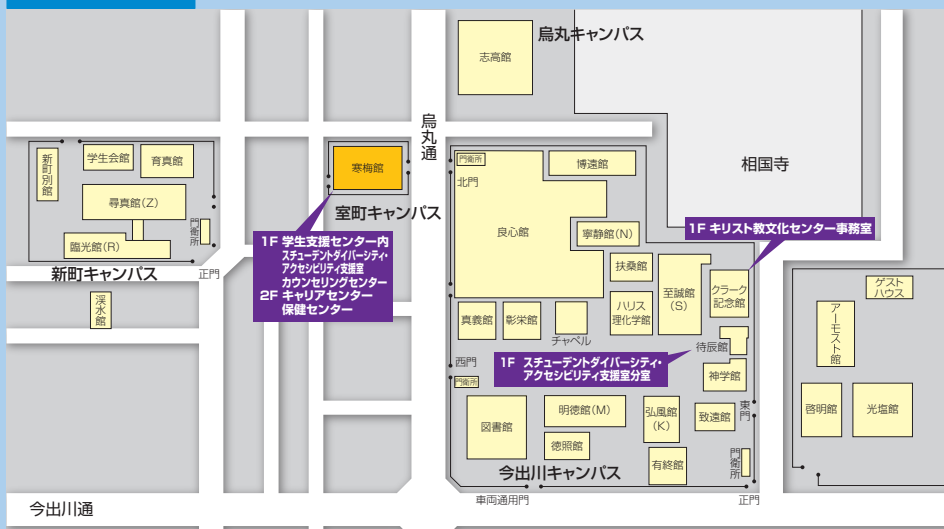 烏丸キャンパス
志高館
烏丸通
相国寺
新町別館
学生会館
育真館
尋真館(Z)
臨光館(R)
門衛所
新町キャンパス
正門
渓水館
寒梅館
室町キャンパス
1F 学生支援センター内
スチューデントダイバーシティ・
アクセシビリティ支援室
カウンセリングセンター
2F キャリアセンター
保健センター
門衛所
北門
博遠館
良心館
寧静館(N)
扶桑館
至誠館
(S)
クラーク
記念館
1F キリスト教文化センター事務室
ハリス
理化学館
真義館
彰栄館
チャペル
待辰館
1F スチューデントダイバーシティ・
アクセシビリティ支援室分室
西門
門衛所
神学館
図書館
明徳館(M)
徳照館
弘風館
(K)
致遠館
東門
有終館
門衛所
今出川キャンパス
車両通用門
正門
ゲスト
ハウス
アーモスト館
啓明館
光塩館
今出川通